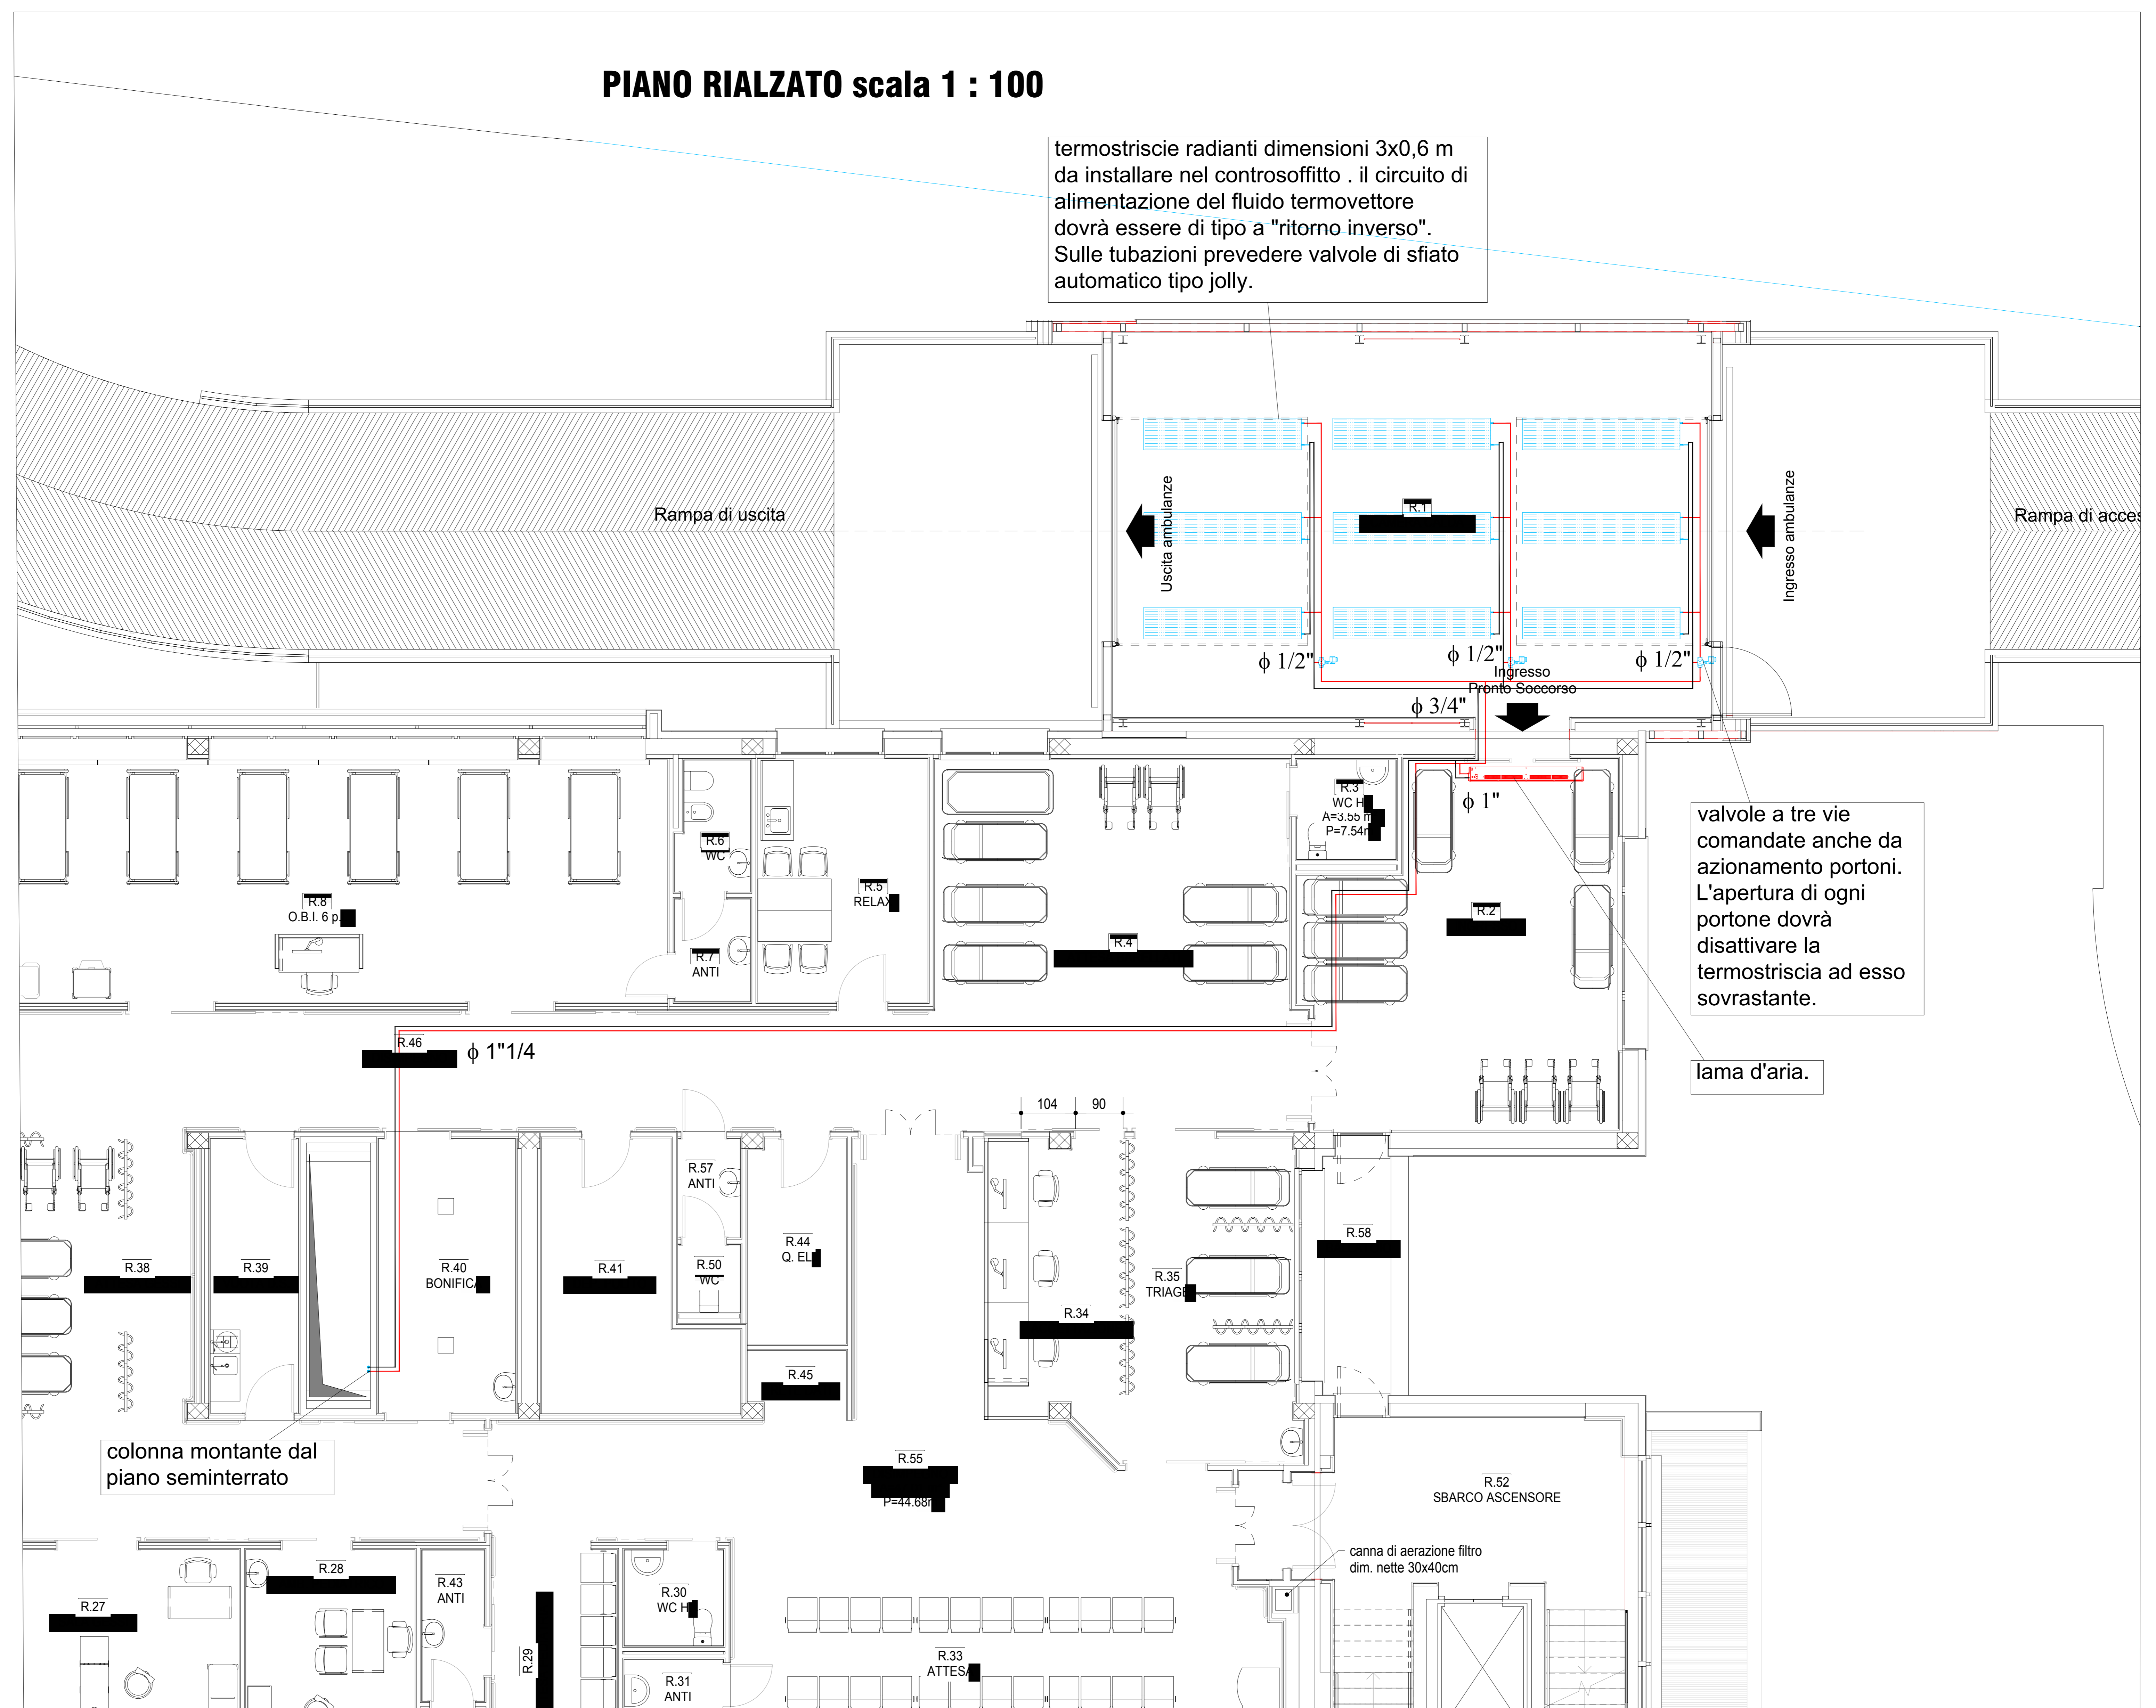 PIANO RIALZATO scala 1 : 100
termostriscie radianti dimensioni 3x0,6 m
da installare nel controsoffitto . il circuito di
alimentazione del fluido termovettore
dovrà essere di tipo a "ritorno inverso".
Sulle tubazioni prevedere valvole di sfiato
automatico tipo jolly.
Rampa di uscita
Uscita ambulanze
R.1
Ingresso ambulanze
Rampa di acces
ϕ 1/2"
ϕ 1/2"
ϕ 1/2"
Ingresso
Pronto Soccorso
ϕ 3/4"
ϕ 1"
R.3
WC H
A=3.55 m
P=7.54m
R.6
WC
R.5
RELAX
R.8
O.B.I. 6 p.
R.7
ANTI
R.4
R.2
valvole a tre vie
comandate anche da
azionamento portoni.
L'apertura di ogni
portone dovrà
disattivare la
termostriscia ad esso
sovrastante.
lama d'aria.
R.46
ϕ 1"1/4
104
90
R.57
ANTI
R.44
Q. EL
R.58
R.38
R.39
R.40
BONIFICA
R.41
R.50
WC
R.35
TRIAGE
R.34
R.45
colonna montante dal
piano seminterrato
R.55
P=44.68m
R.52
SBARCO ASCENSORE
canna di aerazione filtro
dim. nette 30x40cm
R.27
R.28
R.43
ANTI
R.29
R.30
WC H
R.31
ANTI
R.33
ATTESA